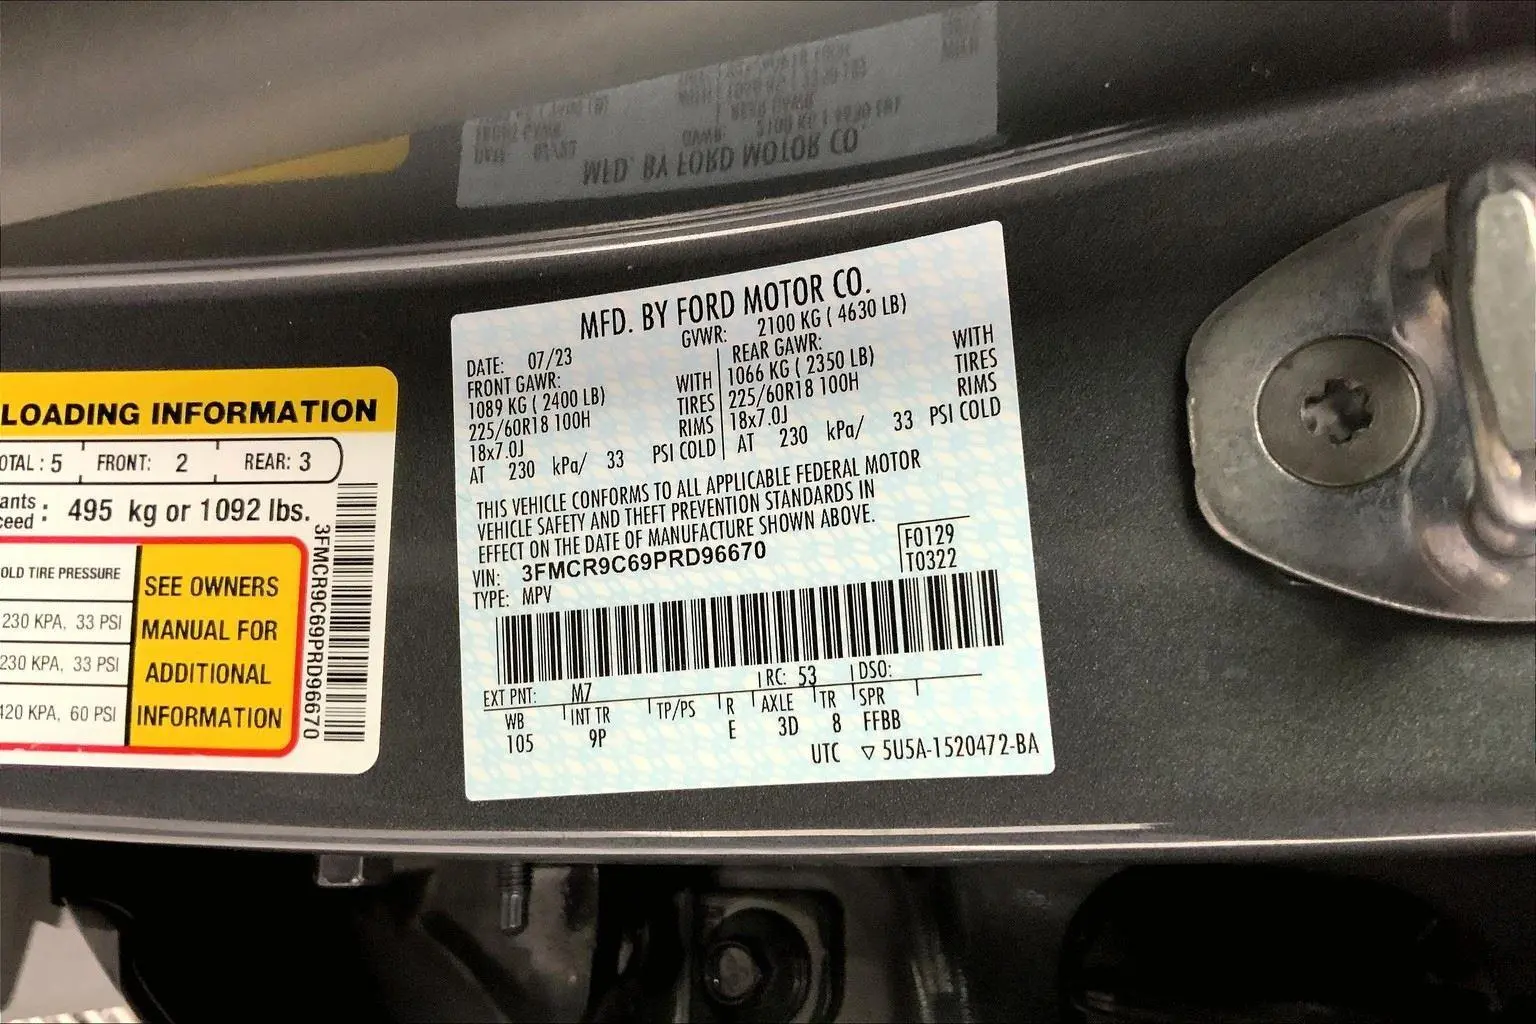 MFD. BY FORD MOTOR CO.
DATE: 07/23
GVWR: 2100 KG ( 4630 LB)
FRONT GAWR:
1089 KG ( 2400 LB)
225/60R18 100H
18x7.0J
AT 230 kPa/ 33 PSI COLD
WITH
TIRES
RIMS
REAR GAWR:
1066 KG ( 2350 LB)
225/60R18 100H
18x7.0J
AT 230 kPa/ 33 PSI COLD
WITH
TIRES
RIMS
THIS VEHICLE CONFORMS TO ALL APPLICABLE FEDERAL MOTOR
VEHICLE SAFETY AND THEFT PREVENTION STANDARDS IN
EFFECT ON THE DATE OF MANUFACTURE SHOWN ABOVE.
VIN: 3FMCR9C69PRD96670
TYPE: MPV
F0129
T0322
EXT PNT: M7 RC: 53 DSO:
WB INT TR TP/PS R AXLE TR SPR
105 9P E 3D 8 FFBB
UTC ▽ 5U5A-1520472-BA
LOADING INFORMATION
OTAL : 5 FRONT: 2 REAR: 3
ants
ceed : 495 kg or 1092 lbs.
OLD TIRE PRESSURE
230 KPA, 33 PSI
230 KPA, 33 PSI
420 KPA, 60 PSI
SEE OWNERS
MANUAL FOR
ADDITIONAL
INFORMATION
3FMCR9C69PRD96670